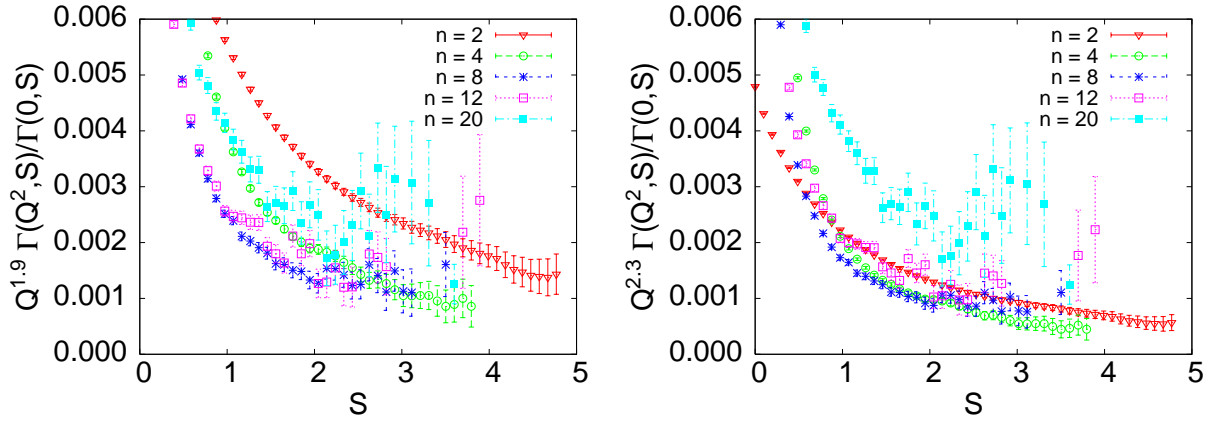 0.006
0.005
0.004
0.003
0.002
0.001
0.000
0 1 2 3 4 5
S
Q^1.9 Γ(Q^2,S)/Γ(0,S)
n = 2
n = 4
n = 8
n = 12
n = 20
0.006
0.005
0.004
0.003
0.002
0.001
0.000
0 1 2 3 4 5
S
Q^2.3 Γ(Q^2,S)/Γ(0,S)
n = 2
n = 4
n = 8
n = 12
n = 20